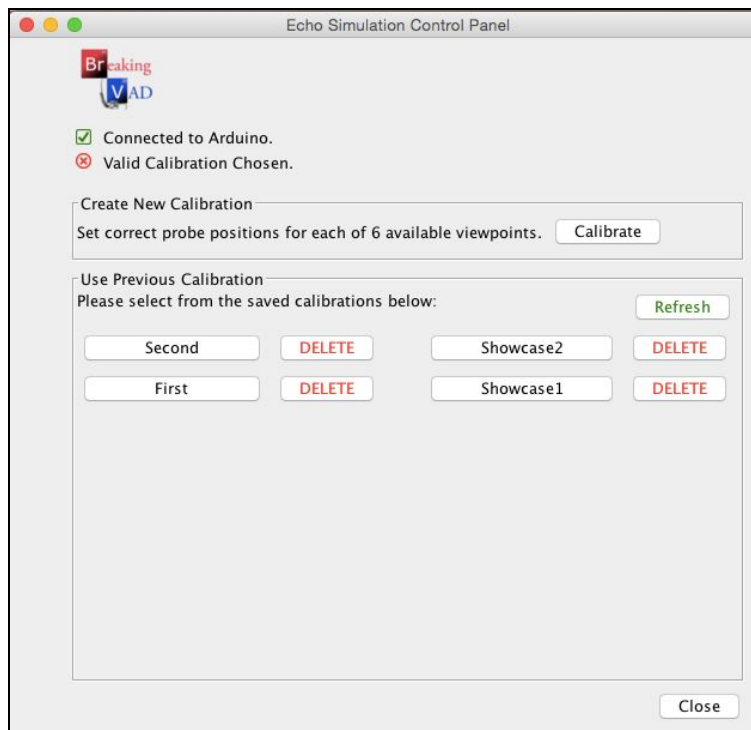 Echo Simulation Control Panel
Breaking
VAD
Connected to Arduino.
Valid Calibration Chosen.
Create New Calibration
Set correct probe positions for each of 6 available viewpoints. Calibrate
Use Previous Calibration
Please select from the saved calibrations below:
Refresh
Second DELETE Showcase2 DELETE
First DELETE Showcase1 DELETE
Close